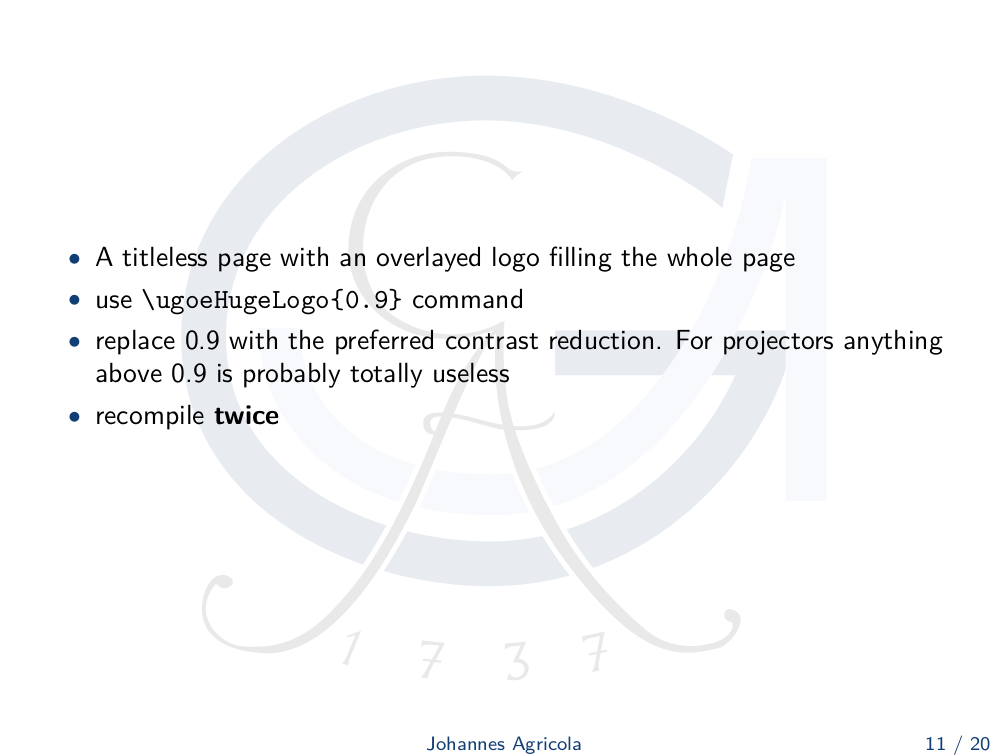 • A titleless page with an overlayed logo filling the whole page
• use \ugoeHugeLogo{0.9} command
• replace 0.9 with the preferred contrast reduction. For projectors anything
above 0.9 is probably totally useless
• recompile twice
1 7 3 7
Johannes Agricola
11 / 20